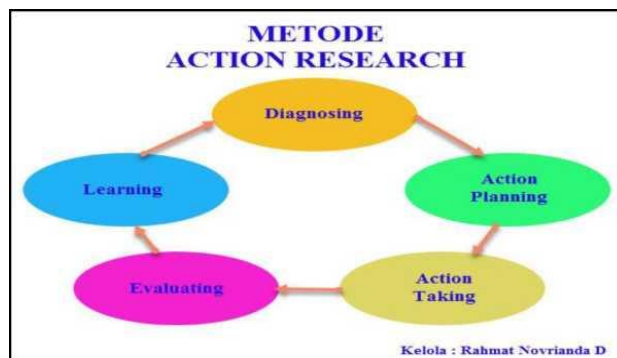 METODE
ACTION RESEARCH
Diagnosing
Action
Planning
Action
Taking
Evaluating
Learning
Kelola : Rahmat Novrianda D